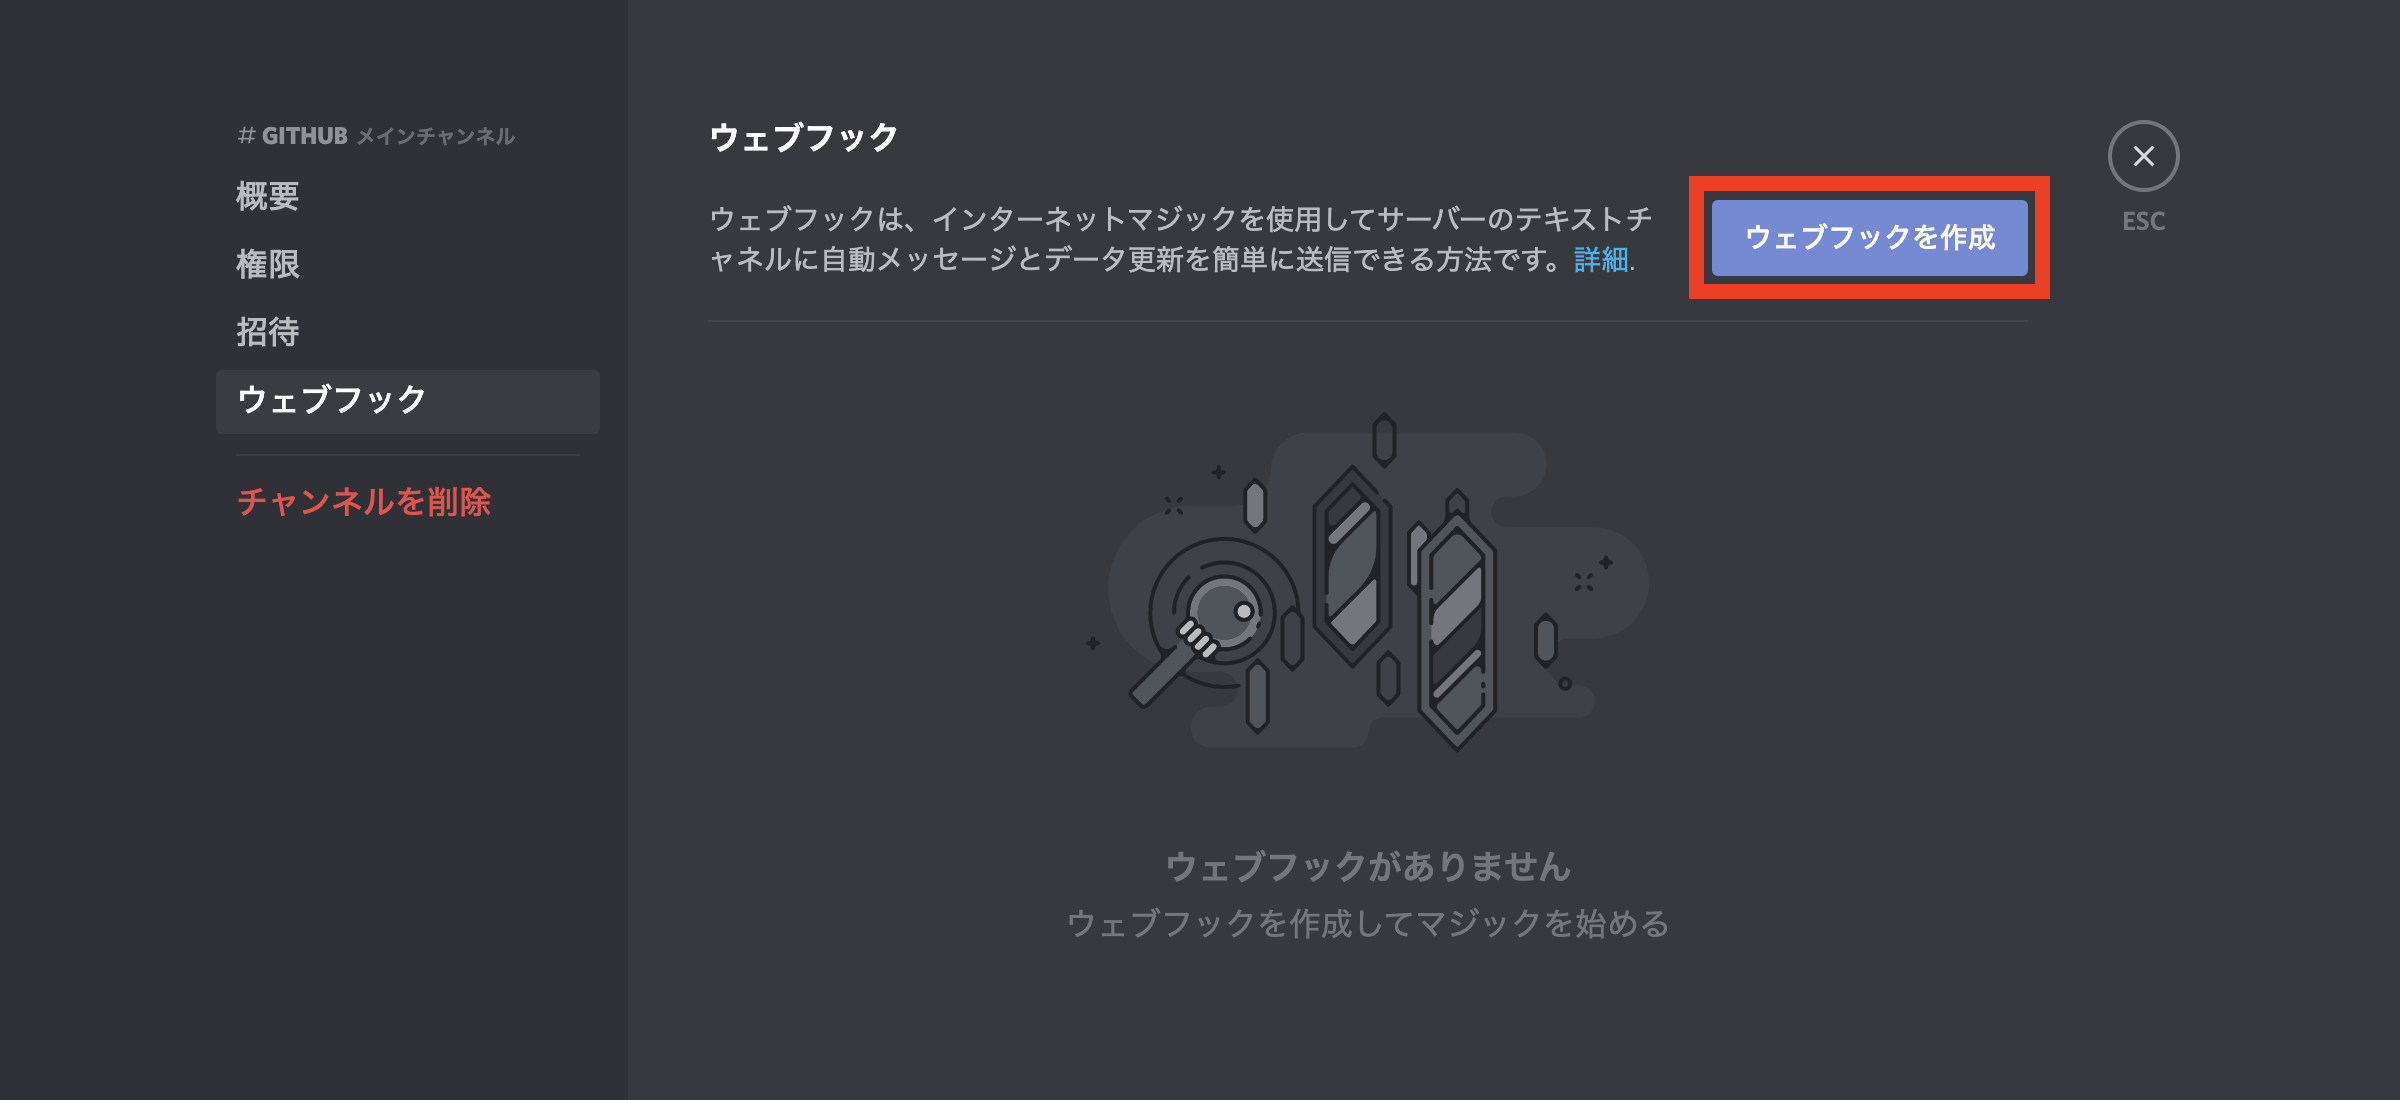 # GITHUB メインチャンネル
概要
権限
招待
ウェブフック
チャンネルを削除
ウェブフック
ウェブフックは、インターネットマジックを使用してサーバーのテキストチ
ャネルに自動メッセージとデータ更新を簡単に送信できる方法です。詳細.
ウェブフックを作成
ESC
ウェブフックがありません
ウェブフックを作成してマジックを始める